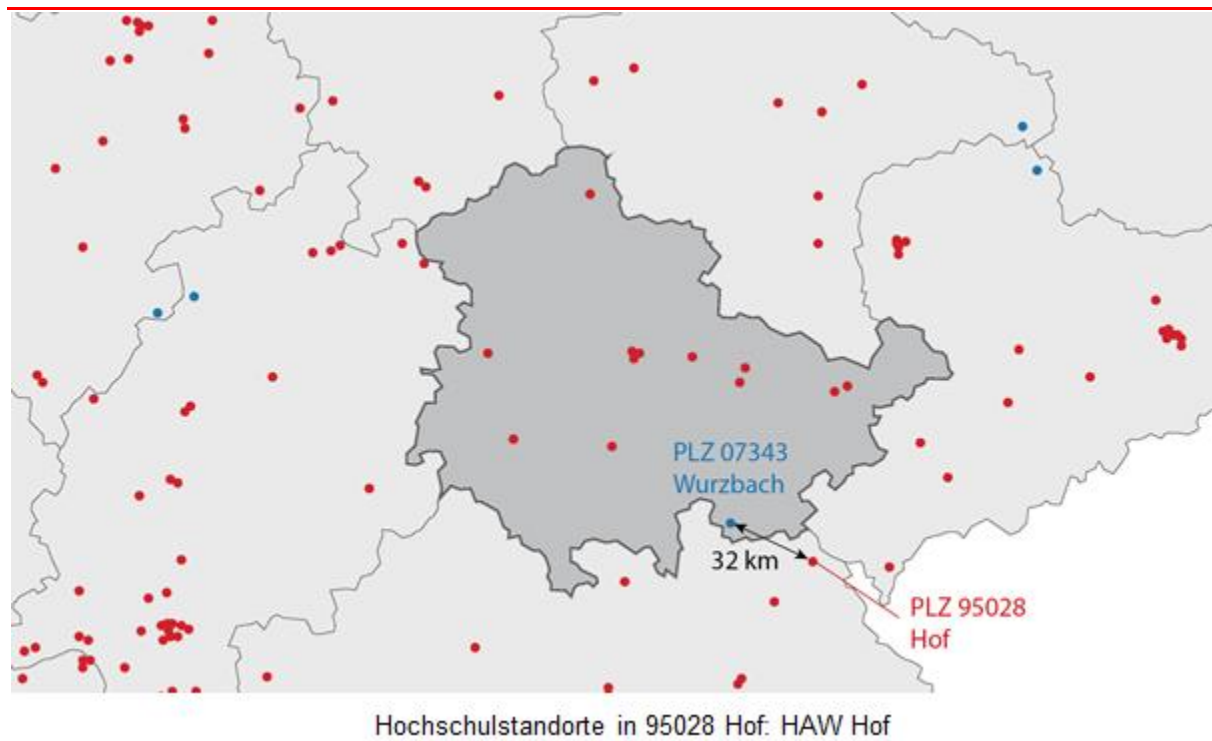 PLZ 07343
Wurzbach
32 km
PLZ 95028
Hof
Hochschulstandorte in 95028 Hof: HAW Hof